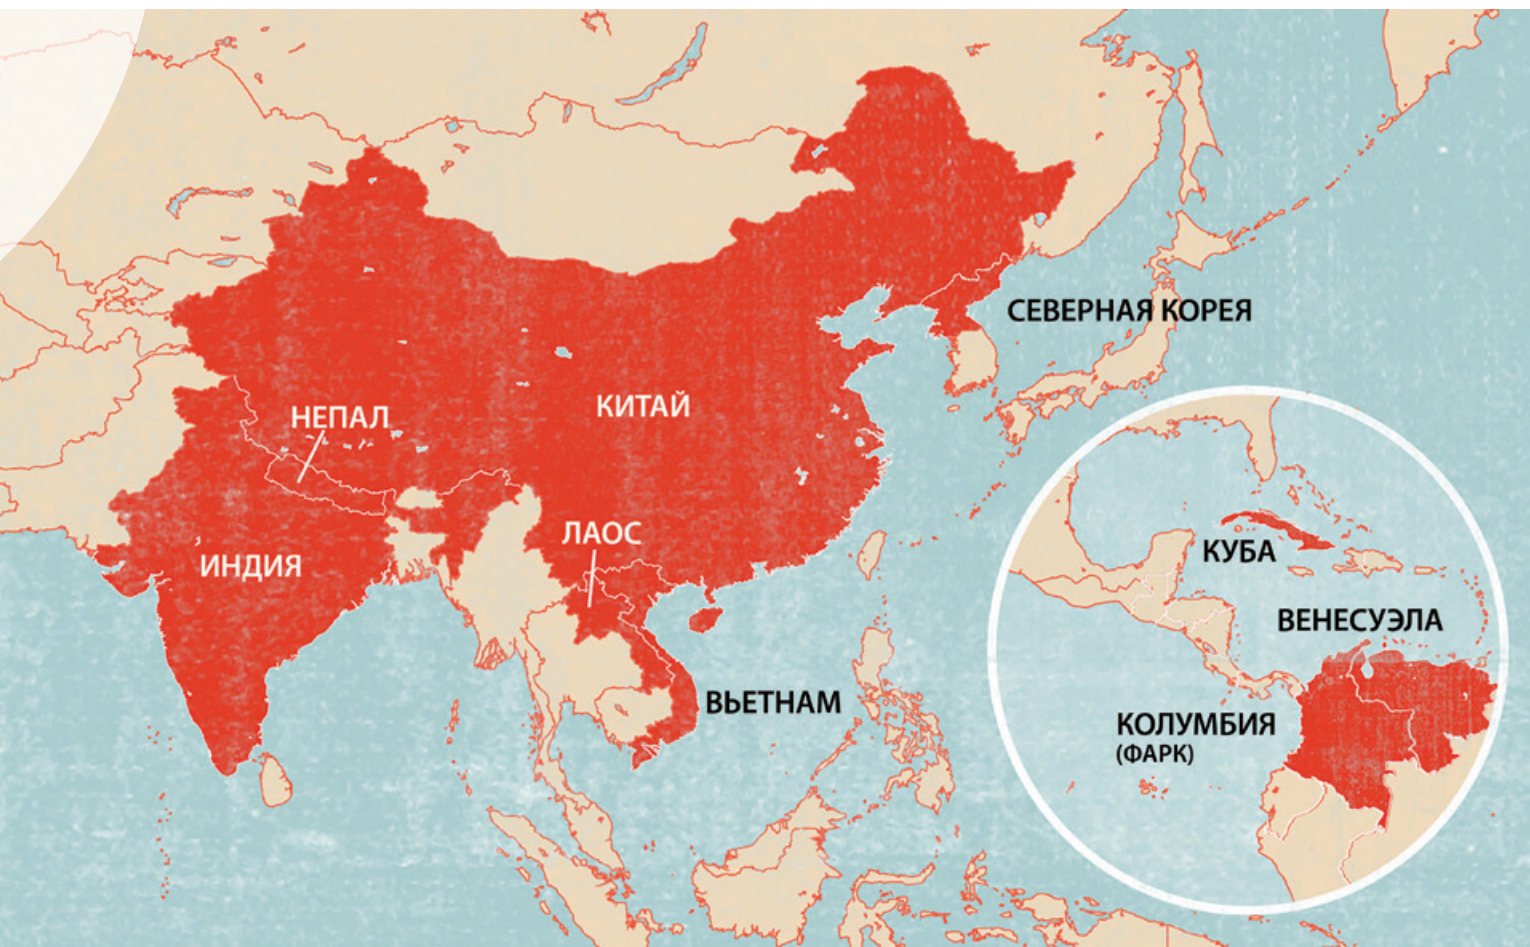 СЕВЕРНАЯ КОРЕЯ
КИТАЙ
НЕПАЛ
ЛАОС
ИНДИЯ
КУБА
ВЕНЕСУЭЛА
ВЬЕТНАМ
КОЛУМБИЯ
(ФАРК)